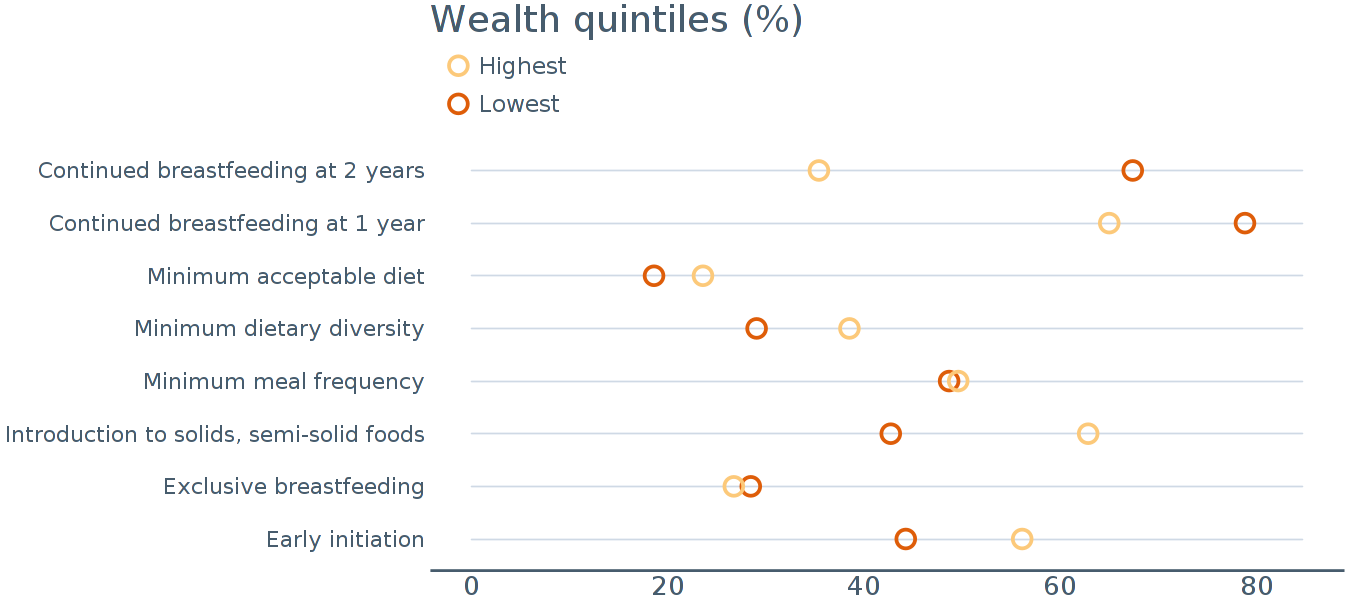 Wealth quintiles (%)
Highest
Lowest
Continued breastfeeding at 2 years
Continued breastfeeding at 1 year
Minimum acceptable diet
Minimum dietary diversity
Minimum meal frequency
Introduction to solids, semi-solid foods
Exclusive breastfeeding
Early initiation
0 20 40 60 80